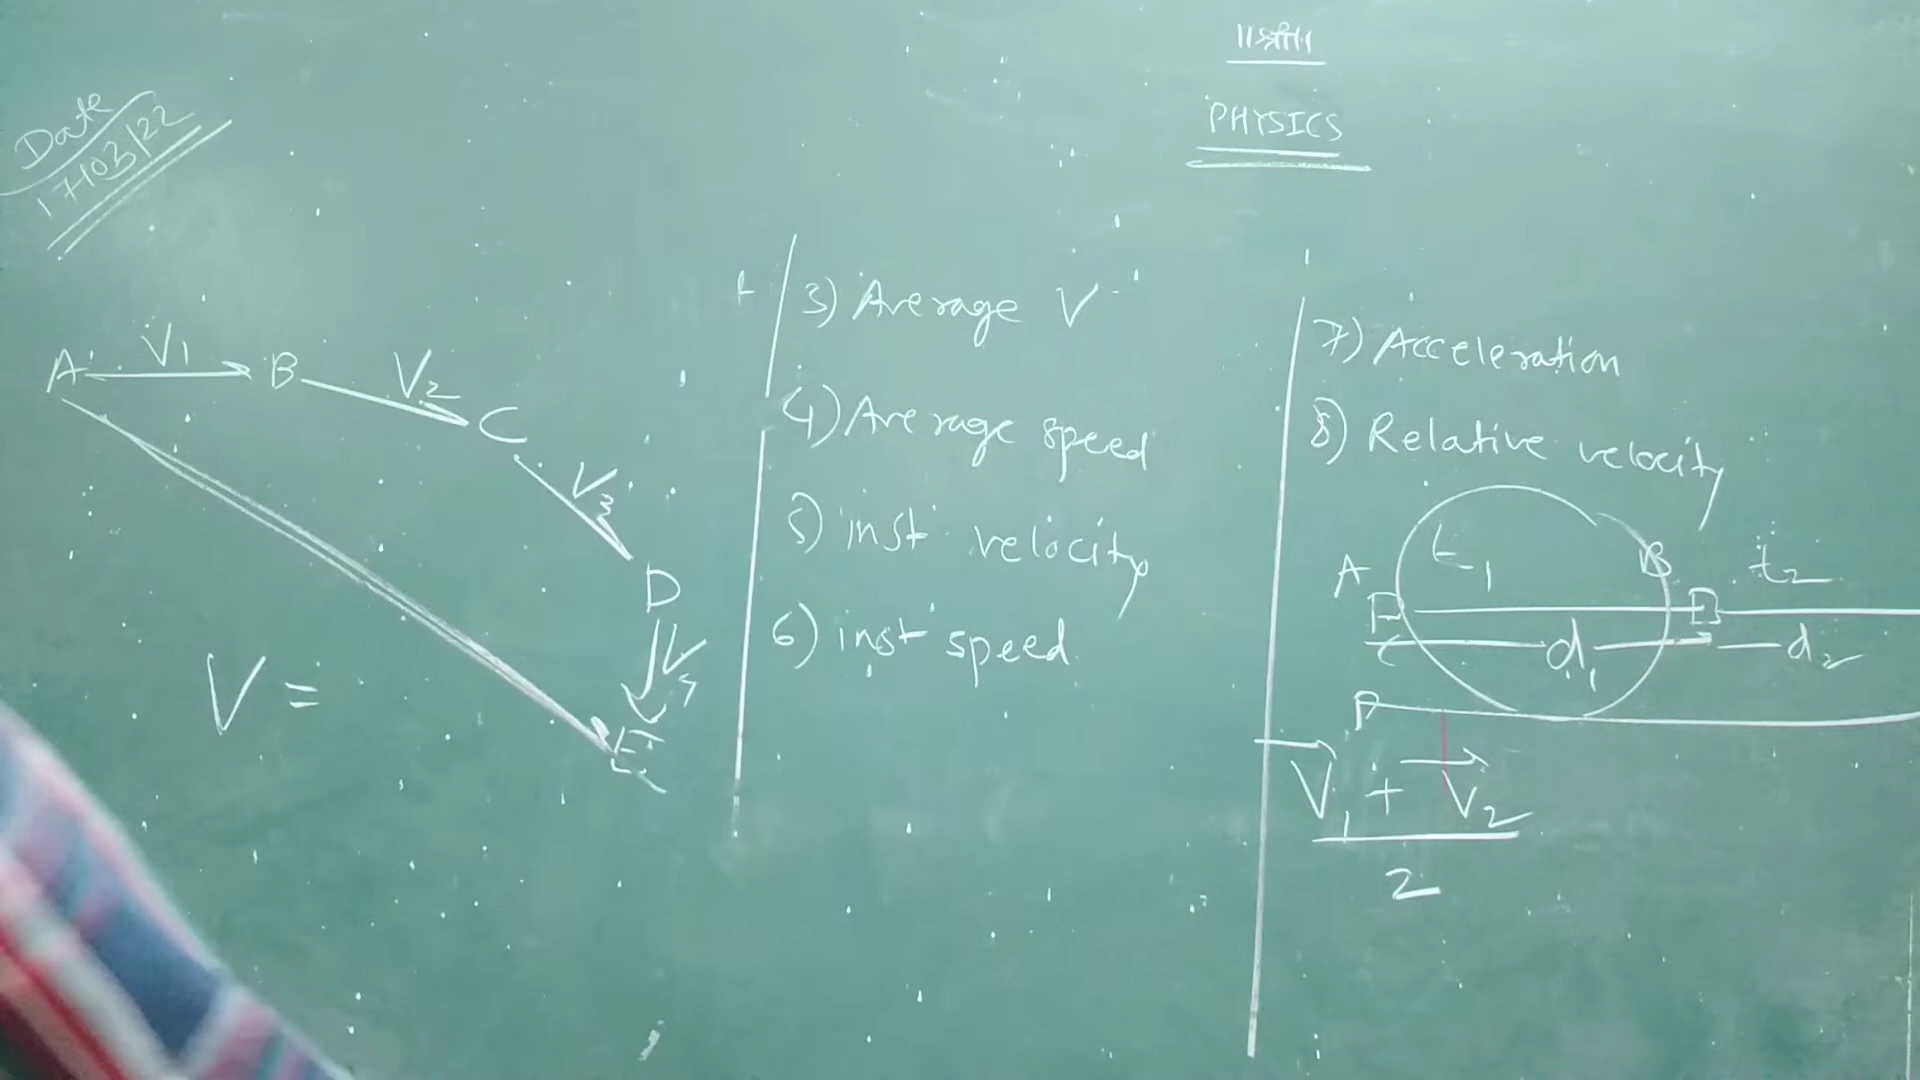 ॥श्री॥
PHYSICS
Date
17/03/22
A V1 B V2 C
V3
D
V
E
V =
3) Average V
4) Average speed
5) inst velocity
6) inst speed
7) Acceleration
8) Relative velocity
A t1 B t2
d1 d2
V1 + V2
2